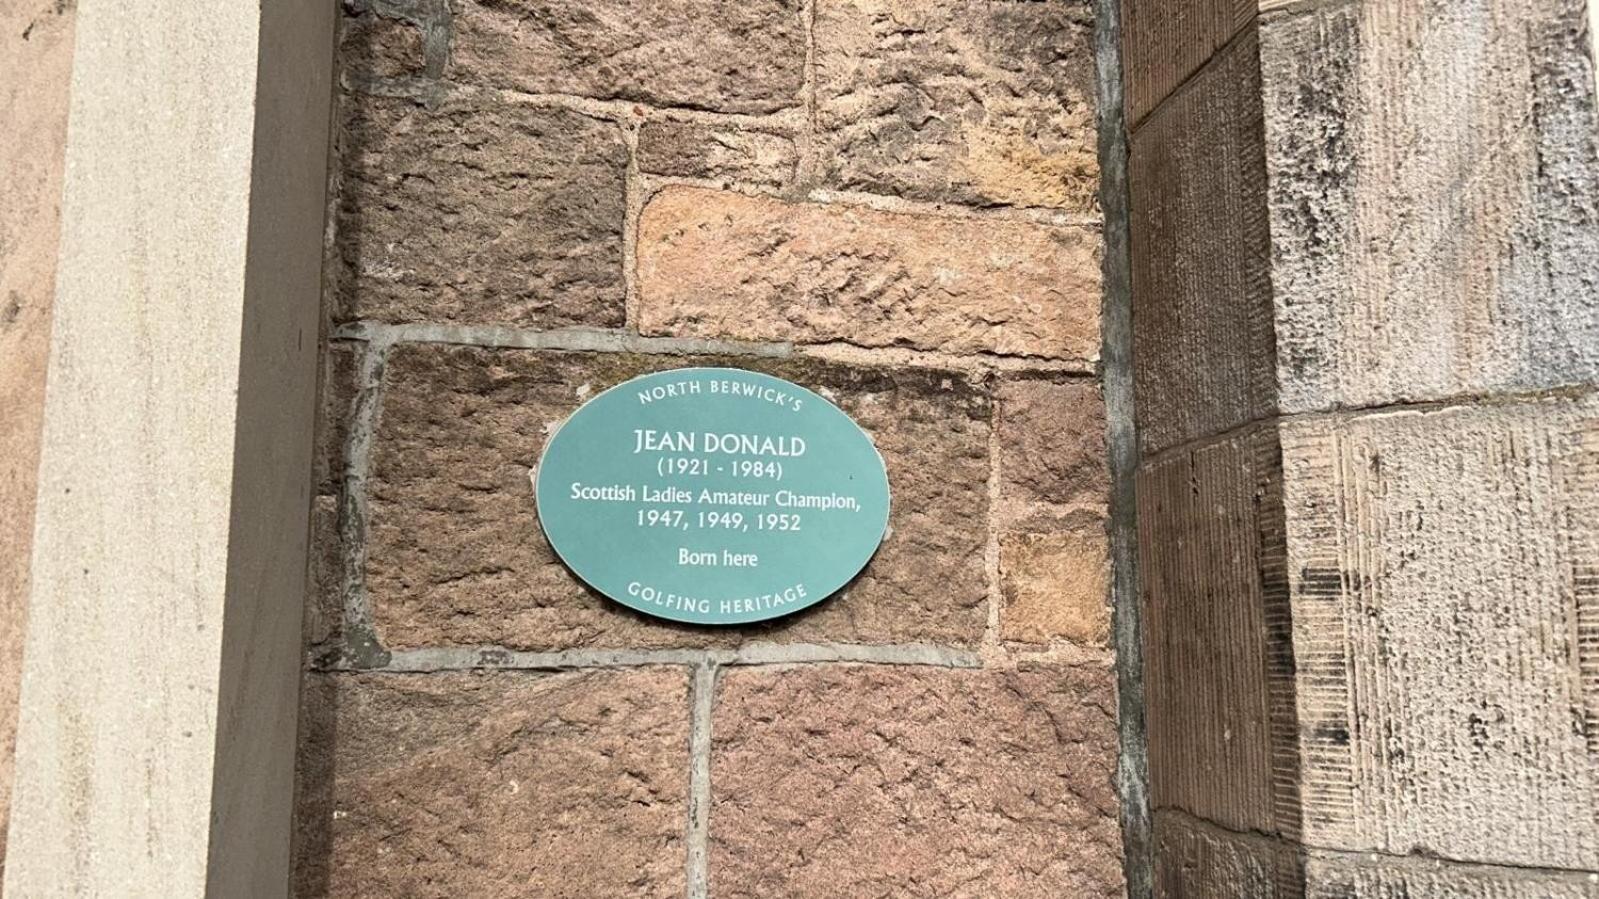 NORTH BERWICK'S
JEAN DONALD
(1921 - 1984)
Scottish Ladies Amateur Champion,
1947, 1949, 1952
Born here
GOLFING HERITAGE